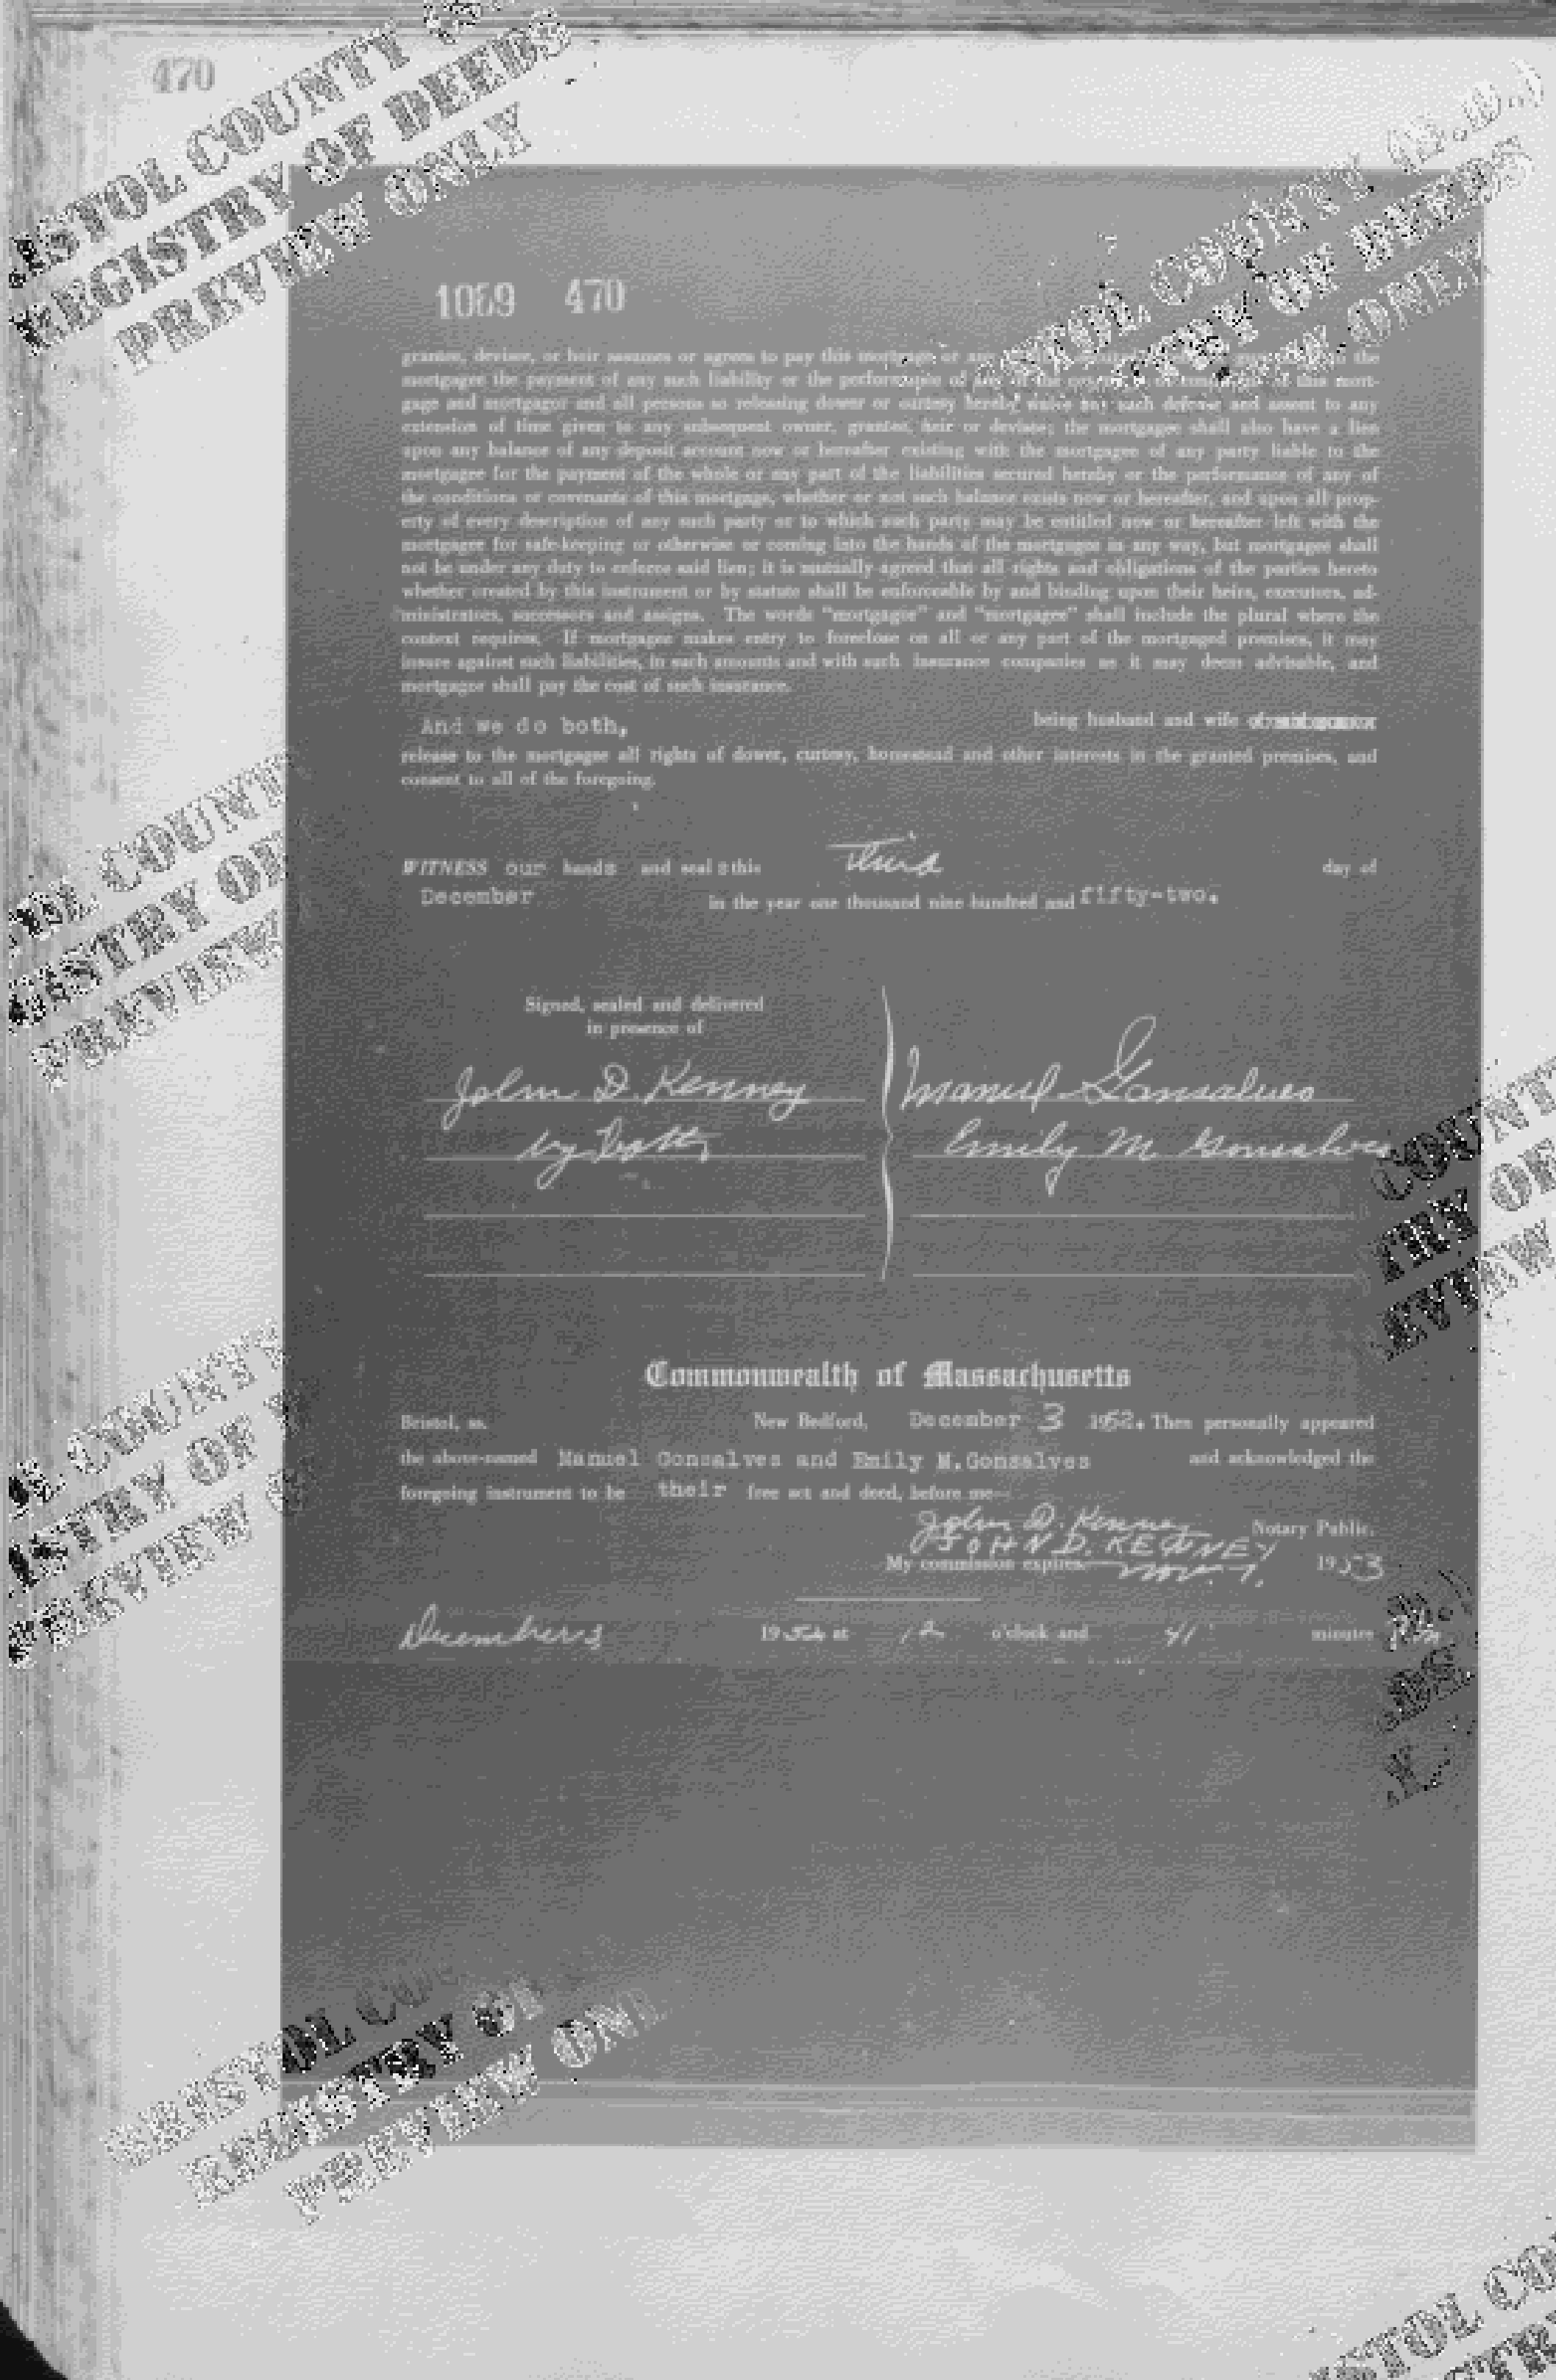 470
BRISTOL COUNTY (S.D.)
REGISTRY OF DEEDS
PREVIEW ONLY
1069 470
grantee, devisee, or heir assumes or agrees to pay this mortgage or any the
mortgagee the payment of any such liability or the performance of any of the covenants or conditions of this mort-
gage and mortgagor and all persons so releasing dower or curtesy hereby waive any such defense and assent to any
extension of time given to any subsequent owner, grantee, heir or devisee; the mortgagee shall also have a lien
upon any balance of any deposit account now or hereafter existing with the mortgagee of any party liable to the
mortgagee for the payment of the whole or any part of the liabilities secured hereby or the performance of any of
the conditions or covenants of this mortgage, whether or not such balance exists now or hereafter, and upon all prop-
erty of every description of any such party or to which such party may be entitled now or hereafter left with the
mortgagee for safe-keeping or otherwise or coming into the hands of the mortgagee in any way, but mortgagee shall
not be under any duty to enforce said lien; it is mutually agreed that all rights and obligations of the parties hereto
whether created by this instrument or by statute shall be enforceable by and binding upon their heirs, executors, ad-
ministrators, successors and assigns. The words "mortgagor" and "mortgagee" shall include the plural where the
context requires. If mortgagee makes entry to foreclose on all or any part of the mortgaged premises, it may
insure against such liabilities, in such amounts and with such insurance companies as it may deem advisable, and
mortgagor shall pay the cost of such insurance.
And we do both, being husband and wife
release to the mortgagee all rights of dower, curtesy, homestead and other interests in the granted premises, and
consent to all of the foregoing.
WITNESS our hands and seals this third day of
December in the year one thousand nine hundred and fifty-two.
Signed, sealed and delivered
in presence of
John D. Kenney Manuel Gonsalves
by both Emily M. Gonsalves
Commonwealth of Massachusetts
Bristol, ss. New Bedford, December 3 1952. Then personally appeared
the above-named Manuel Gonsalves and Emily M. Gonsalves and acknowledged the
foregoing instrument to be their free act and deed, before me—
John D. Kenney Notary Public.
JOHN D. KENNEY
My commission expires Nov. 7, 1953
December 3 1952 at 12 o'clock and 41 minutes P.M.
BRISTOL COUNTY
REGISTRY OF
PREVIEW ONLY